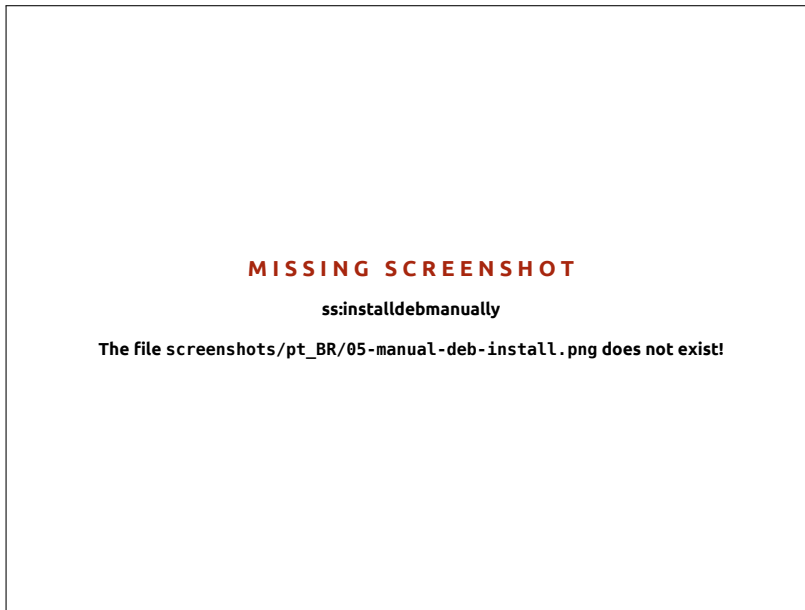 MISSING SCREENSHOT
ss:installdebmanually
The file screenshots/pt_BR/05-manual-deb-install.png does not exist!